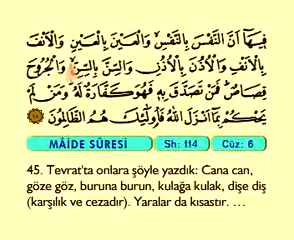 فِيهَٓا اَنَّ النَّفْسَ بِالنَّفْسِ وَالْعَيْنَ بِالْعَيْنِ وَالْاَنْفَ
بِالْاَنْفِ وَالْاُذُنَ بِالْاُذُنِ وَالسِّنَّ بِالسِّنِّ وَالْجُرُوحَ
قِصَاصٌ فَمَنْ تَصَدَّقَ بِه۪ فَهُوَ كَفَّارَةٌ لَهُ وَمَنْ لَمْ
يَحْكُمْ بِمَٓا اَنْزَلَ اللّٰهُ فَاُو۬لٰٓئِكَ هُمُ الظَّالِمُونَ
MÂİDE SÛRESİ Sh: 114 Cüz: 6
45. Tevrat'ta onlara şöyle yazdık: Cana can,
göze göz, buruna burun, kulağa kulak, dişe diş
(karşılık ve cezadır). Yaralar da kısastır. ...